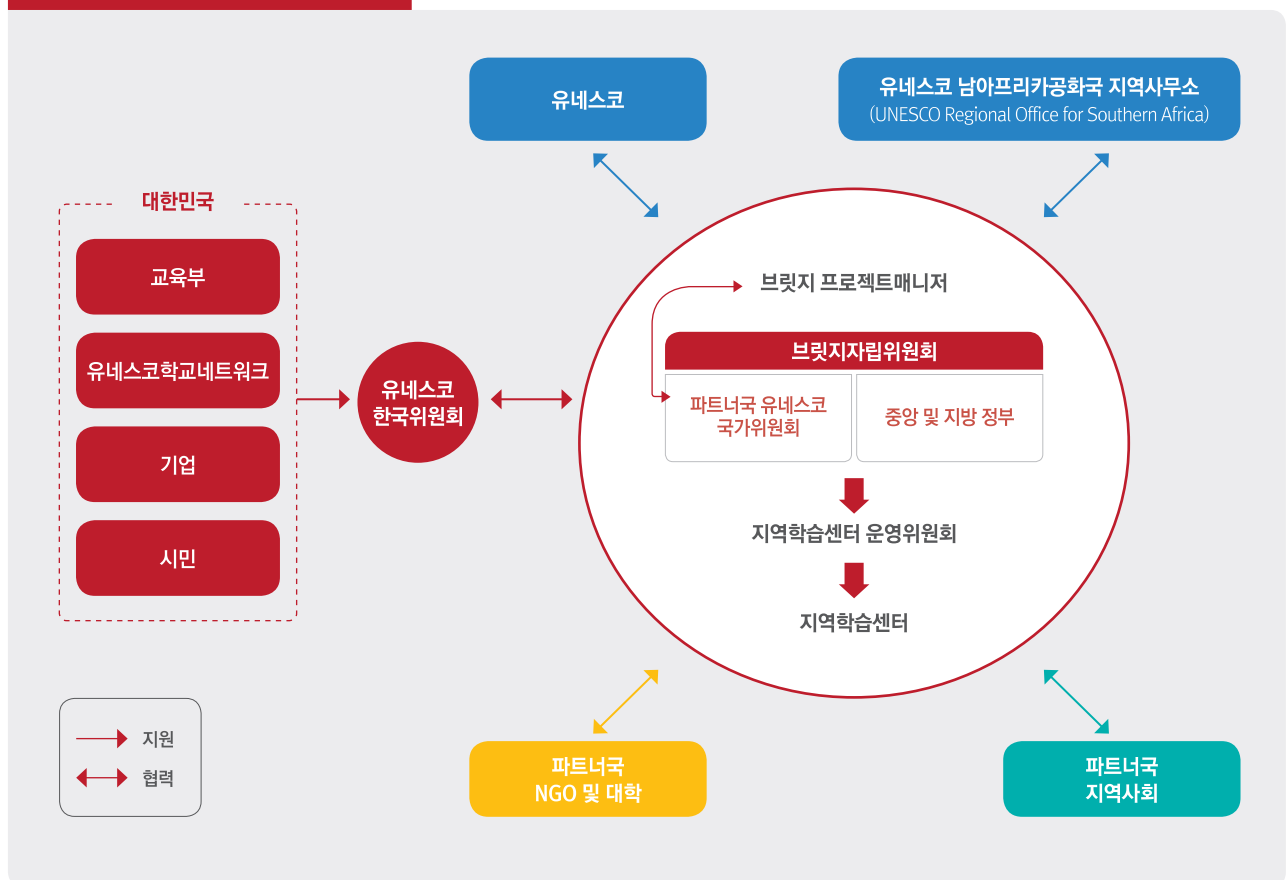 유네스코
유네스코 남아프리카공화국 지역사무소
(UNESCO Regional Office for Southern Africa)
대한민국
교육부
유네스코학교네트워크
기업
시민
유네스코
한국위원회
브릿지 프로젝트매니저
브릿지자립위원회
파트너국 유네스코
국가위원회
중앙 및 지방 정부
지역학습센터 운영위원회
지역학습센터
지원
협력
파트너국
NGO 및 대학
파트너국
지역사회